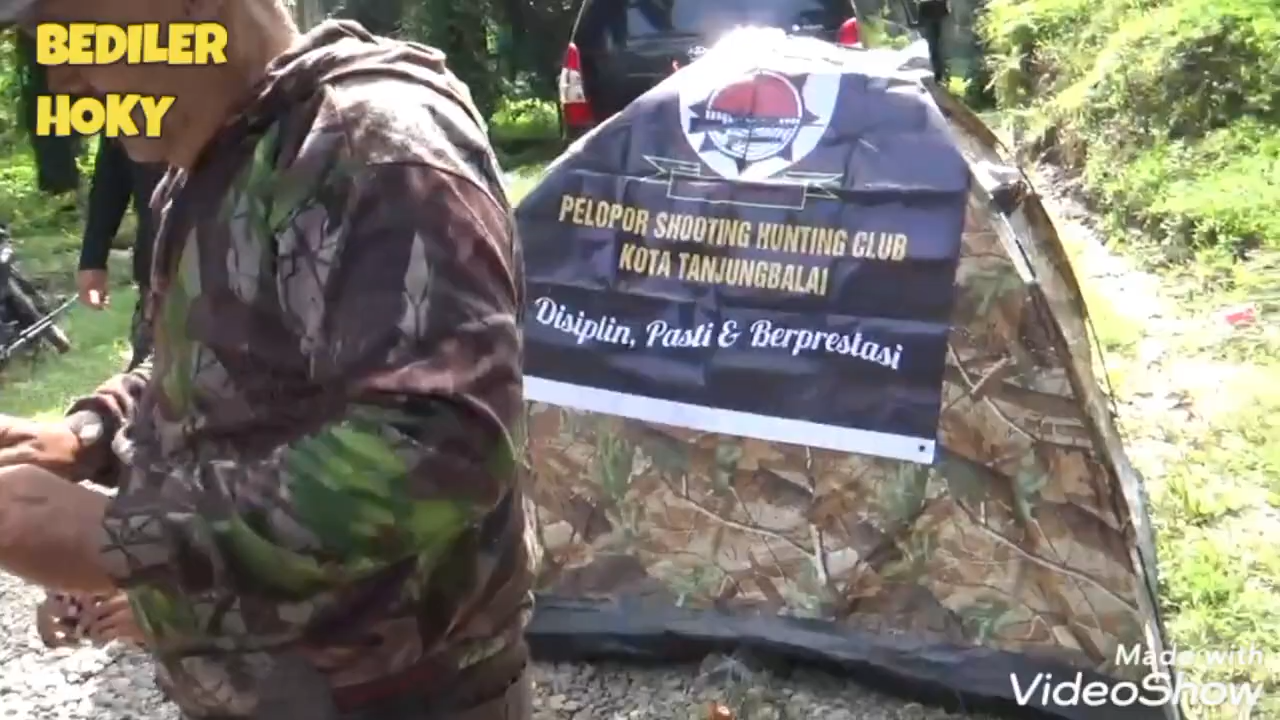 BEDILER
HOKY
PELOPOR SHOOTING HUNTING CLUB
KOTA TANJUNGBALAI
Disiplin, Pasti & Berprestasi
Made with
VideoShow